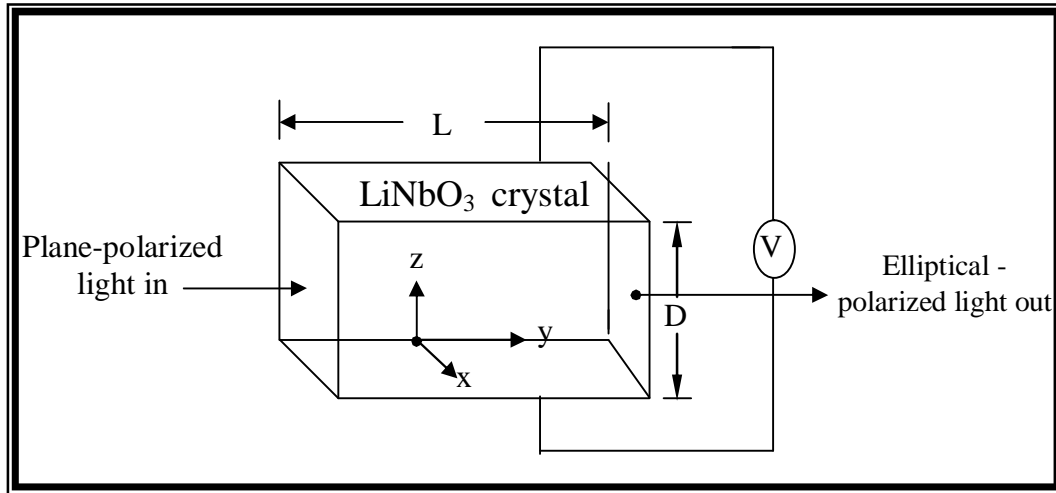 L
LiNbO₃ crystal
Plane-polarized
light in
z
y
x
D
V
Elliptical -
polarized light out